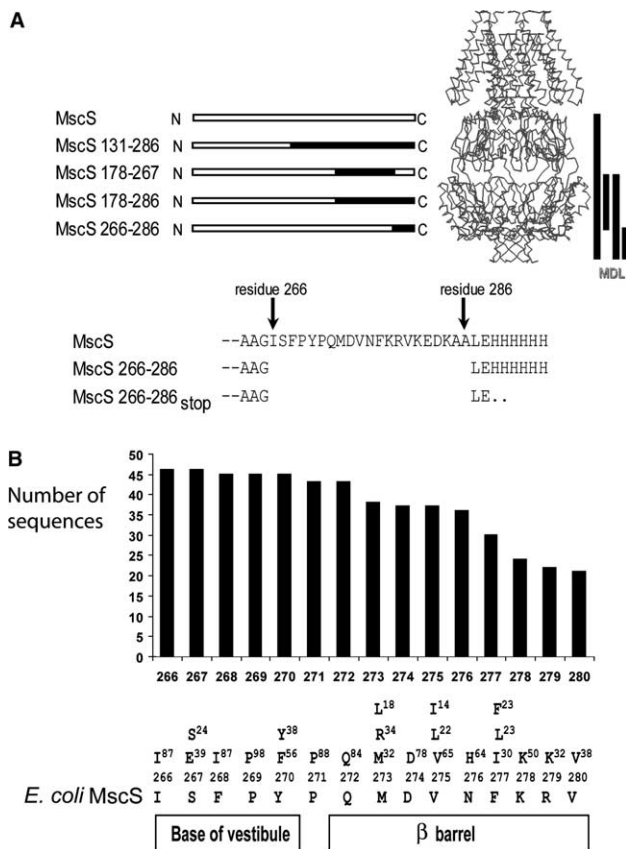 A
MscS N C
MscS 131-286 N C
MscS 178-267 N C
MscS 178-286 N C
MscS 266-286 N C
MDL
residue 266 residue 286
MscS --AAGISFPYPQMDVNFKRVKEDKAALEHHHHHH
MscS 266-286 --AAG LEHHHHHH
MscS 266-286 stop --AAG LE..
B
Number of sequences
50
45
40
35
30
25
20
15
10
5
0
266 267 268 269 270 271 272 273 274 275 276 277 278 279 280
L18 I14 F23
S24 Y38 R34 L22 L23
I87 E39 I87 P98 F56 P88 Q84 M32 D78 V65 H64 I30 K50 K32 V38
266 267 268 269 270 271 272 273 274 275 276 277 278 279 280
E. coli MscS I S F P Y P Q M D V N F K R V
Base of vestibule β barrel